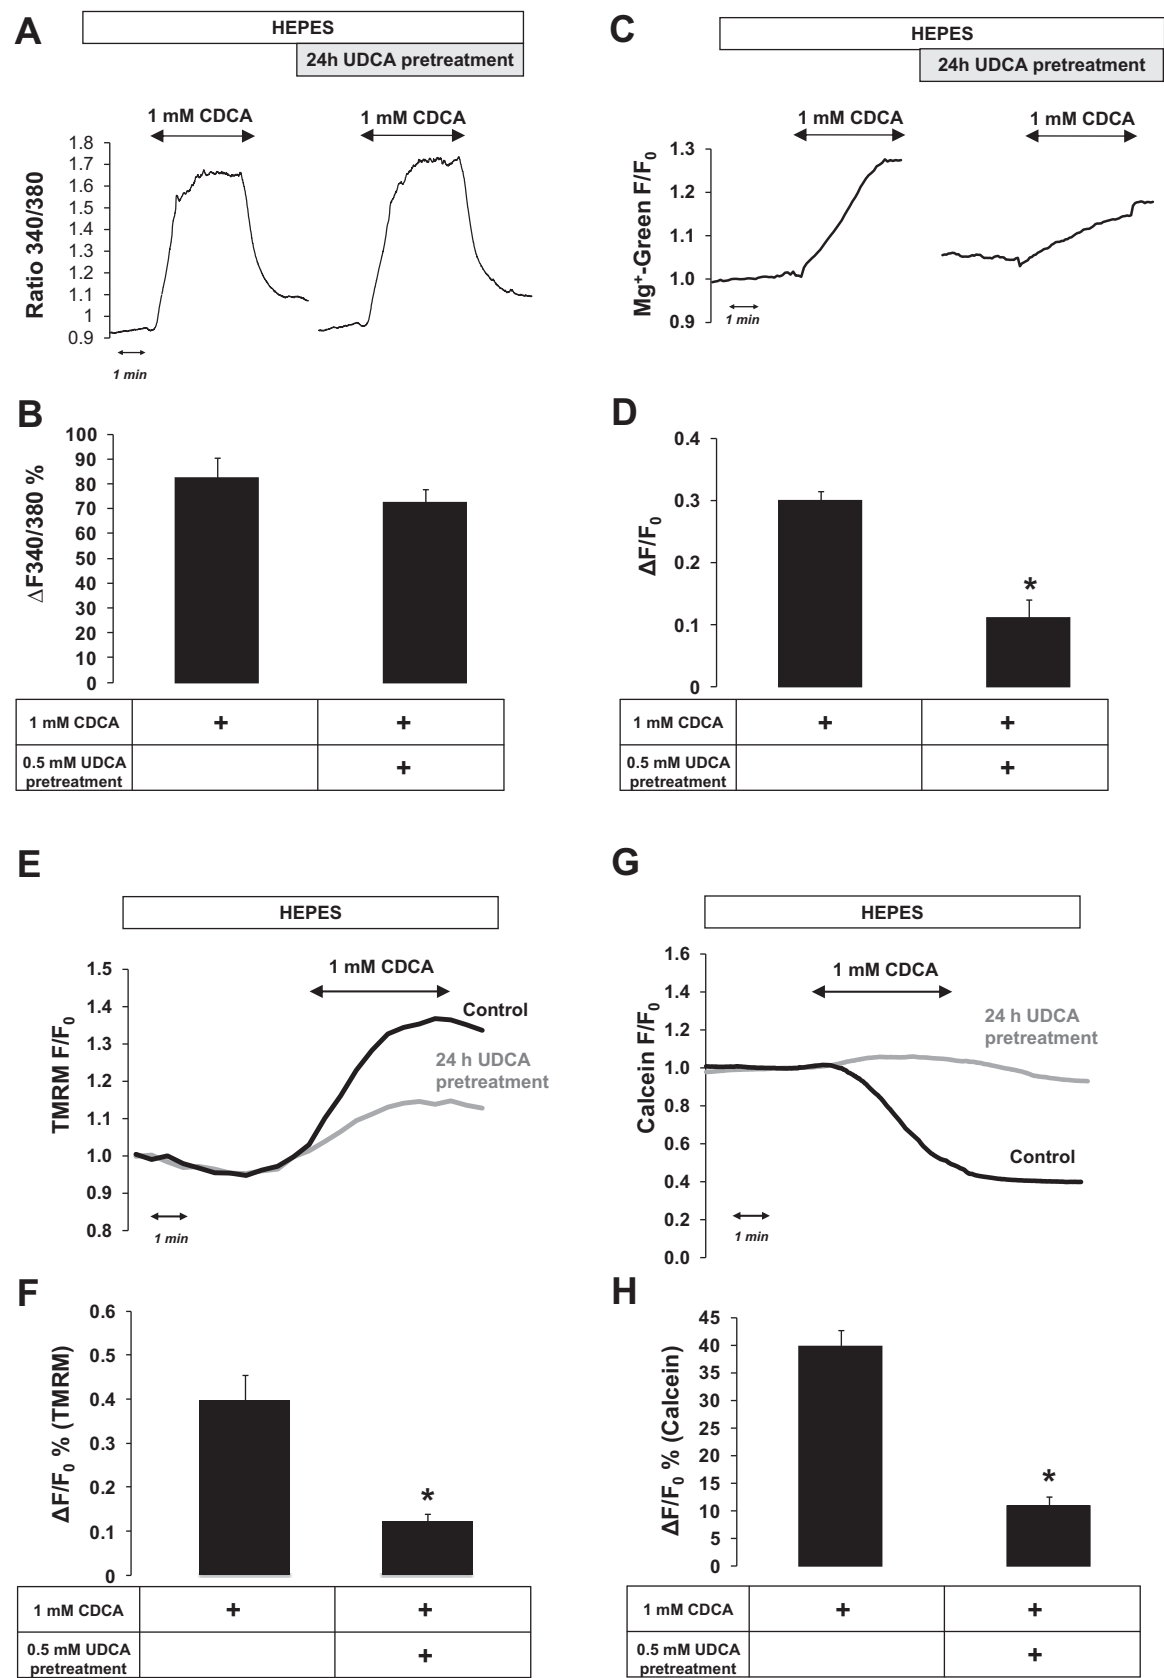 A
HEPES
24h UDCA pretreatment
1 mM CDCA
1 mM CDCA
Ratio 340/380
1.8
1.7
1.6
1.5
1.4
1.3
1.2
1.1
1
0.9
1 min
C
HEPES
24h UDCA pretreatment
1 mM CDCA
1 mM CDCA
Mg⁺-Green F/F₀
1.3
1.2
1.1
1.0
0.9
1 min
B
ΔF340/380 %
100
90
80
70
60
50
40
30
20
10
0
1 mM CDCA + +
0.5 mM UDCA
pretreatment +
D
ΔF/F₀
0.4
0.3
0.2
0.1
0
*
1 mM CDCA + +
0.5 mM UDCA
pretreatment +
E
HEPES
1 mM CDCA
Control
24 h UDCA
pretreatment
TMRM F/F₀
1.5
1.4
1.3
1.2
1.1
1.0
0.9
0.8
1 min
G
HEPES
1 mM CDCA
24 h UDCA
pretreatment
Control
Calcein F/F₀
1.6
1.4
1.2
1.0
0.8
0.6
0.4
0.2
0.0
1 min
F
ΔF/F₀ % (TMRM)
0.6
0.5
0.4
0.3
0.2
0.1
0
*
1 mM CDCA + +
0.5 mM UDCA
pretreatment +
H
ΔF/F₀ % (Calcein)
45
40
35
30
25
20
15
10
5
0
*
1 mM CDCA + +
0.5 mM UDCA
pretreatment +